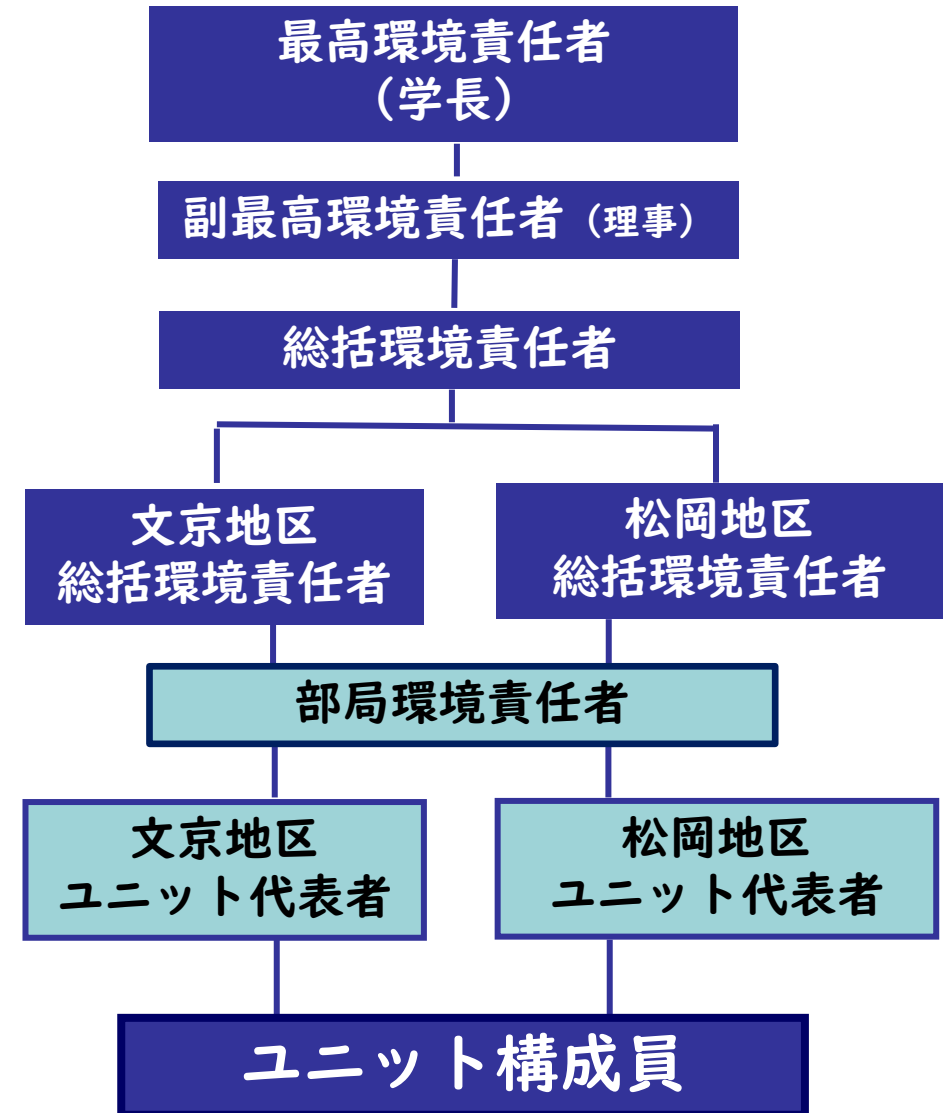 最高環境責任者
（学長）
副最高環境責任者（理事）
総括環境責任者
文京地区
総括環境責任者
松岡地区
総括環境責任者
部局環境責任者
文京地区
ユニット代表者
松岡地区
ユニット代表者
ユニット構成員